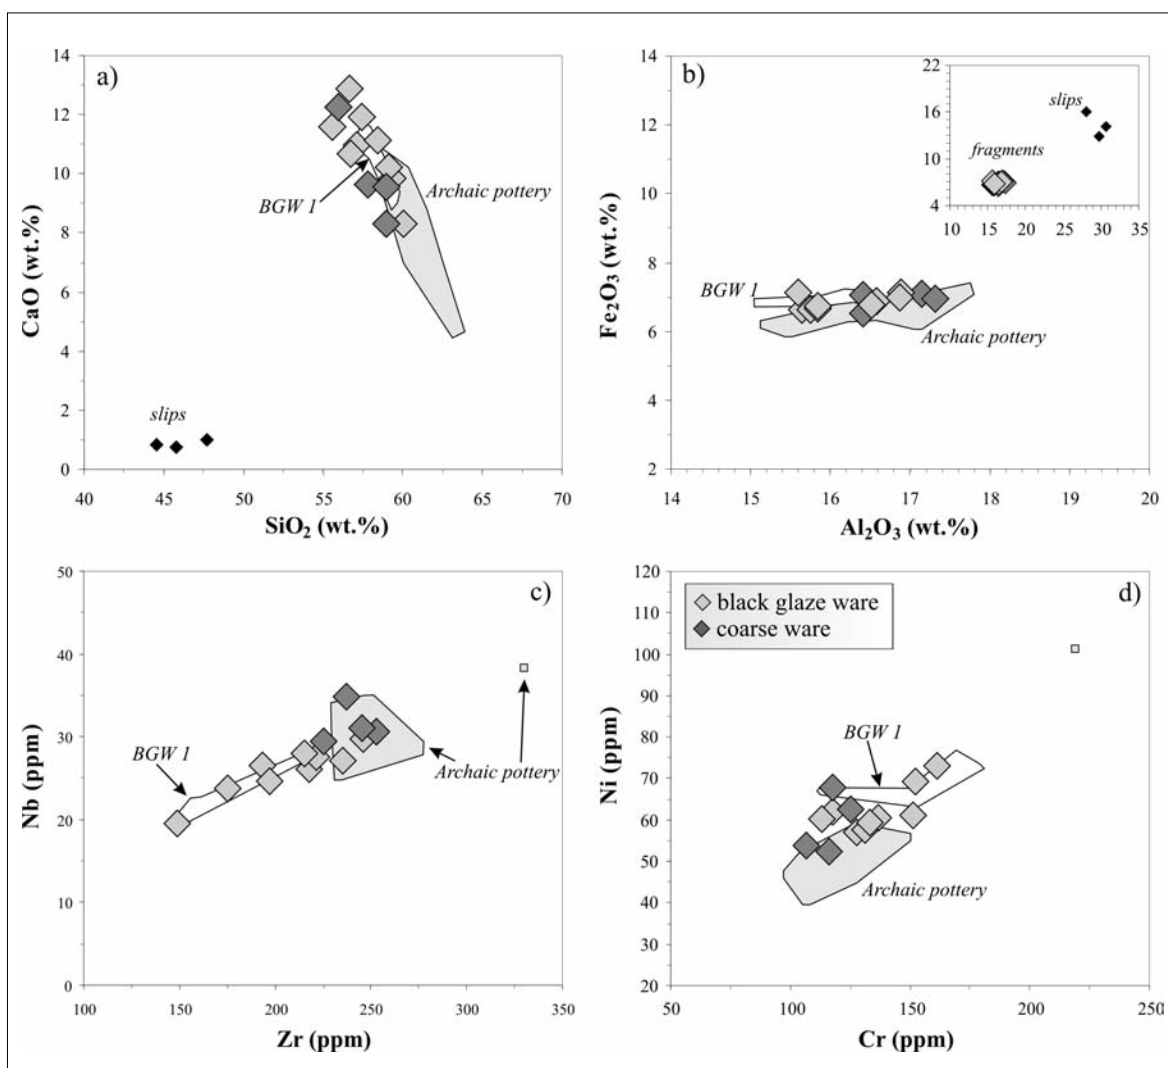 a)
14
12
10
8
6
4
2
0
CaO (wt.%)
BGW 1
Archaic pottery
slips
40 45 50 55 60 65 70
SiO₂ (wt.%)
b)
14
12
10
8
6
4
2
Fe₂O₃ (wt.%)
22
16
10
4
slips
fragments
10 15 20 25 30 35
BGW 1
Archaic pottery
14 15 16 17 18 19 20
Al₂O₃ (wt.%)
c)
50
40
30
20
10
0
Nb (ppm)
BGW 1
Archaic pottery
100 150 200 250 300 350
Zr (ppm)
d)
120
110
100
90
80
70
60
50
40
30
20
Ni (ppm)
black glaze ware
coarse ware
BGW 1
Archaic pottery
50 100 150 200 250
Cr (ppm)